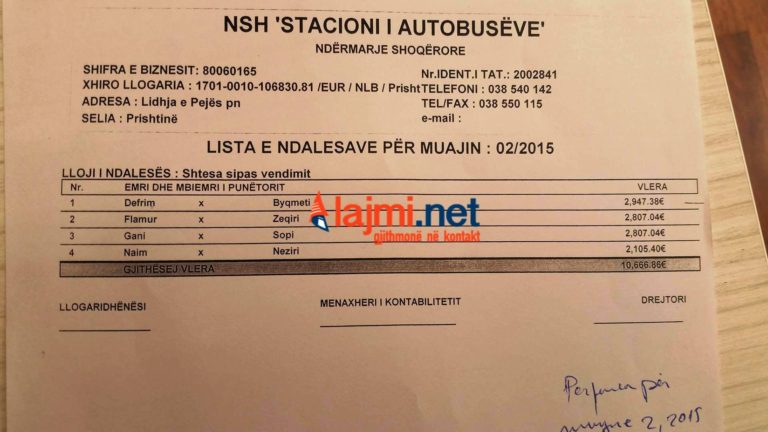 NSH 'STACIONI I AUTOBUSËVE'
NDËRMARJE SHOQËRORE
SHIFRA E BIZNESIT: 80060165 Nr.IDENT.I TAT.: 2002841
XHIRO LLOGARIA : 1701-0010-106830.81 /EUR / NLB / Prisht TELEFONI : 038 540 142
ADRESA : Lidhja e Pejës pn TEL/FAX : 038 550 115
SELIA : Prishtinë e-mail :
LISTA E NDALESAVE PËR MUAJIN : 02/2015
LLOJI I NDALESËS : Shtesa sipas vendimit
Nr. EMRI DHE MBIEMRI I PUNËTORIT VLERA
1 Defrim x Byqmeti 2,947.38€
2 Flamur x Zeqiri 2,807.04€
3 Gani x Sopi 2,807.04€
4 Naim x Neziri 2,105.40€
GJITHËSEJ VLERA 10,666.86€
lajmi.net
gjithmonë në kontakt
LLOGARIDHËNËSI MENAXHERI I KONTABILITETIT DREJTORI
për
2, 2015